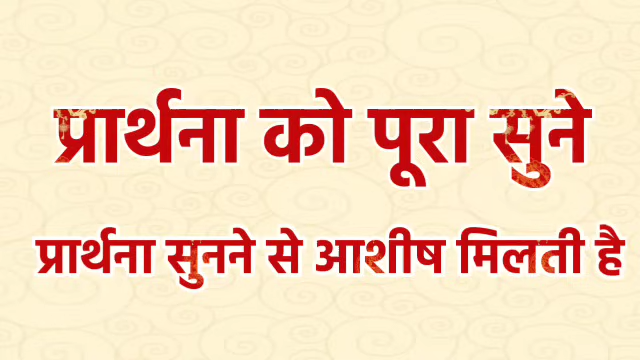 प्रार्थना को पूरा सुने
प्रार्थना सुनने से आशीष मिलती है